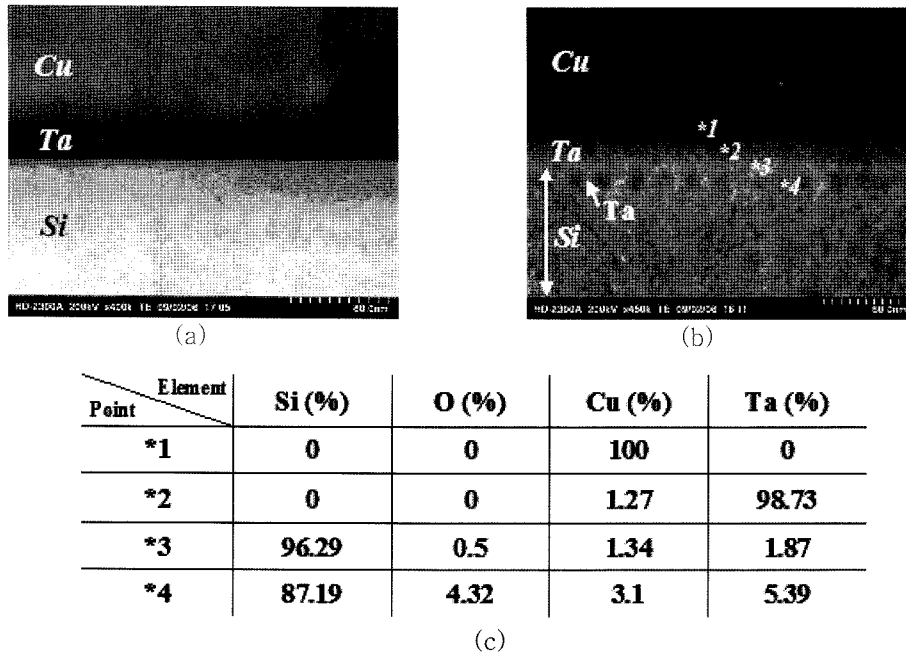 Cu
Ta
Si
(a)
Cu
*1
Ta
*2
*3
*4
Ta
Si
(b)
Element
Point
Si (%)
O (%)
Cu (%)
Ta (%)
*1
0
0
100
0
*2
0
0
1.27
98.73
*3
96.29
0.5
1.34
1.87
*4
87.19
4.32
3.1
5.39
(c)